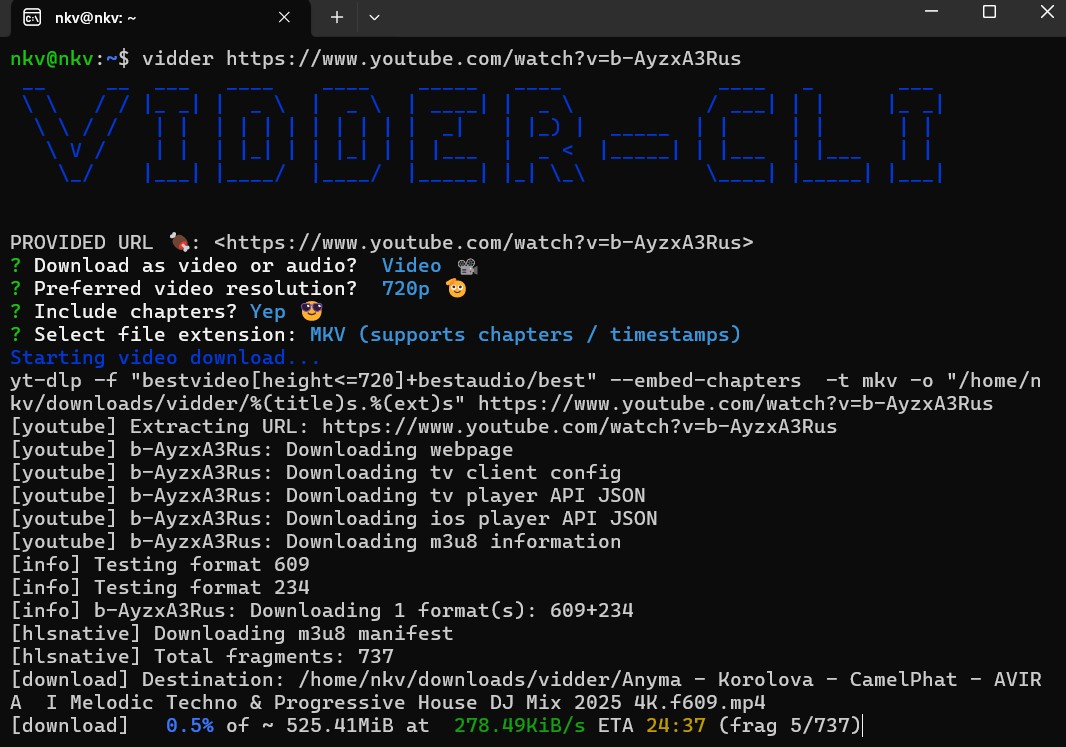 nkv@nkv: ~
nkv@nkv:~$ vidder https://www.youtube.com/watch?v=b-AyzxA3Rus
VIDDER-CLI
PROVIDED URL 🍖: <https://www.youtube.com/watch?v=b-AyzxA3Rus>
? Download as video or audio?  Video 📽
? Preferred video resolution?  720p 🫡
? Include chapters? Yep 😎
? Select file extension: MKV (supports chapters / timestamps)
Starting video download...
yt-dlp -f "bestvideo[height<=720]+bestaudio/best" --embed-chapters  -t mkv -o "/home/n
kv/downloads/vidder/%(title)s.%(ext)s" https://www.youtube.com/watch?v=b-AyzxA3Rus
[youtube] Extracting URL: https://www.youtube.com/watch?v=b-AyzxA3Rus
[youtube] b-AyzxA3Rus: Downloading webpage
[youtube] b-AyzxA3Rus: Downloading tv client config
[youtube] b-AyzxA3Rus: Downloading tv player API JSON
[youtube] b-AyzxA3Rus: Downloading ios player API JSON
[youtube] b-AyzxA3Rus: Downloading m3u8 information
[info] Testing format 609
[info] Testing format 234
[info] b-AyzxA3Rus: Downloading 1 format(s): 609+234
[hlsnative] Downloading m3u8 manifest
[hlsnative] Total fragments: 737
[download] Destination: /home/nkv/downloads/vidder/Anyma - Korolova - CamelPhat - AVIR
A  I Melodic Techno & Progressive House DJ Mix 2025 4K.f609.mp4
[download]   0.5% of ~ 525.41MiB at  278.49KiB/s ETA 24:37 (frag 5/737)